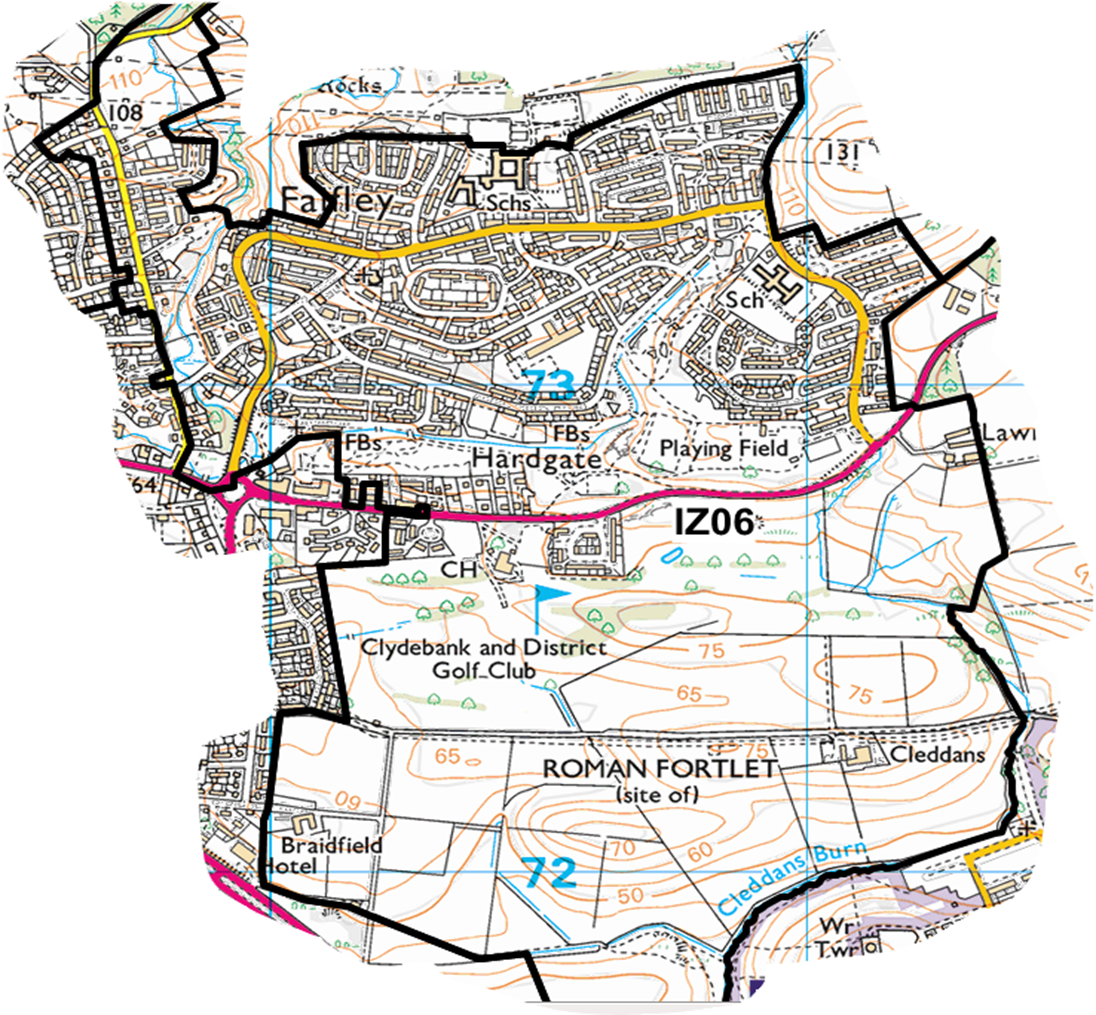 110
108
Rocks
110
131
110
Faifley
Schs
Sch
73
FBs
FBs
Hardgate
Playing Field
Law
64
IZ06
CH
Clydebank and District
Golf Club
75
65
75
65
75
Cleddans
ROMAN FORTLET
(site of)
60
Braidfield
Hotel
70
60
72
50
Cleddans Burn
Wr
Twr